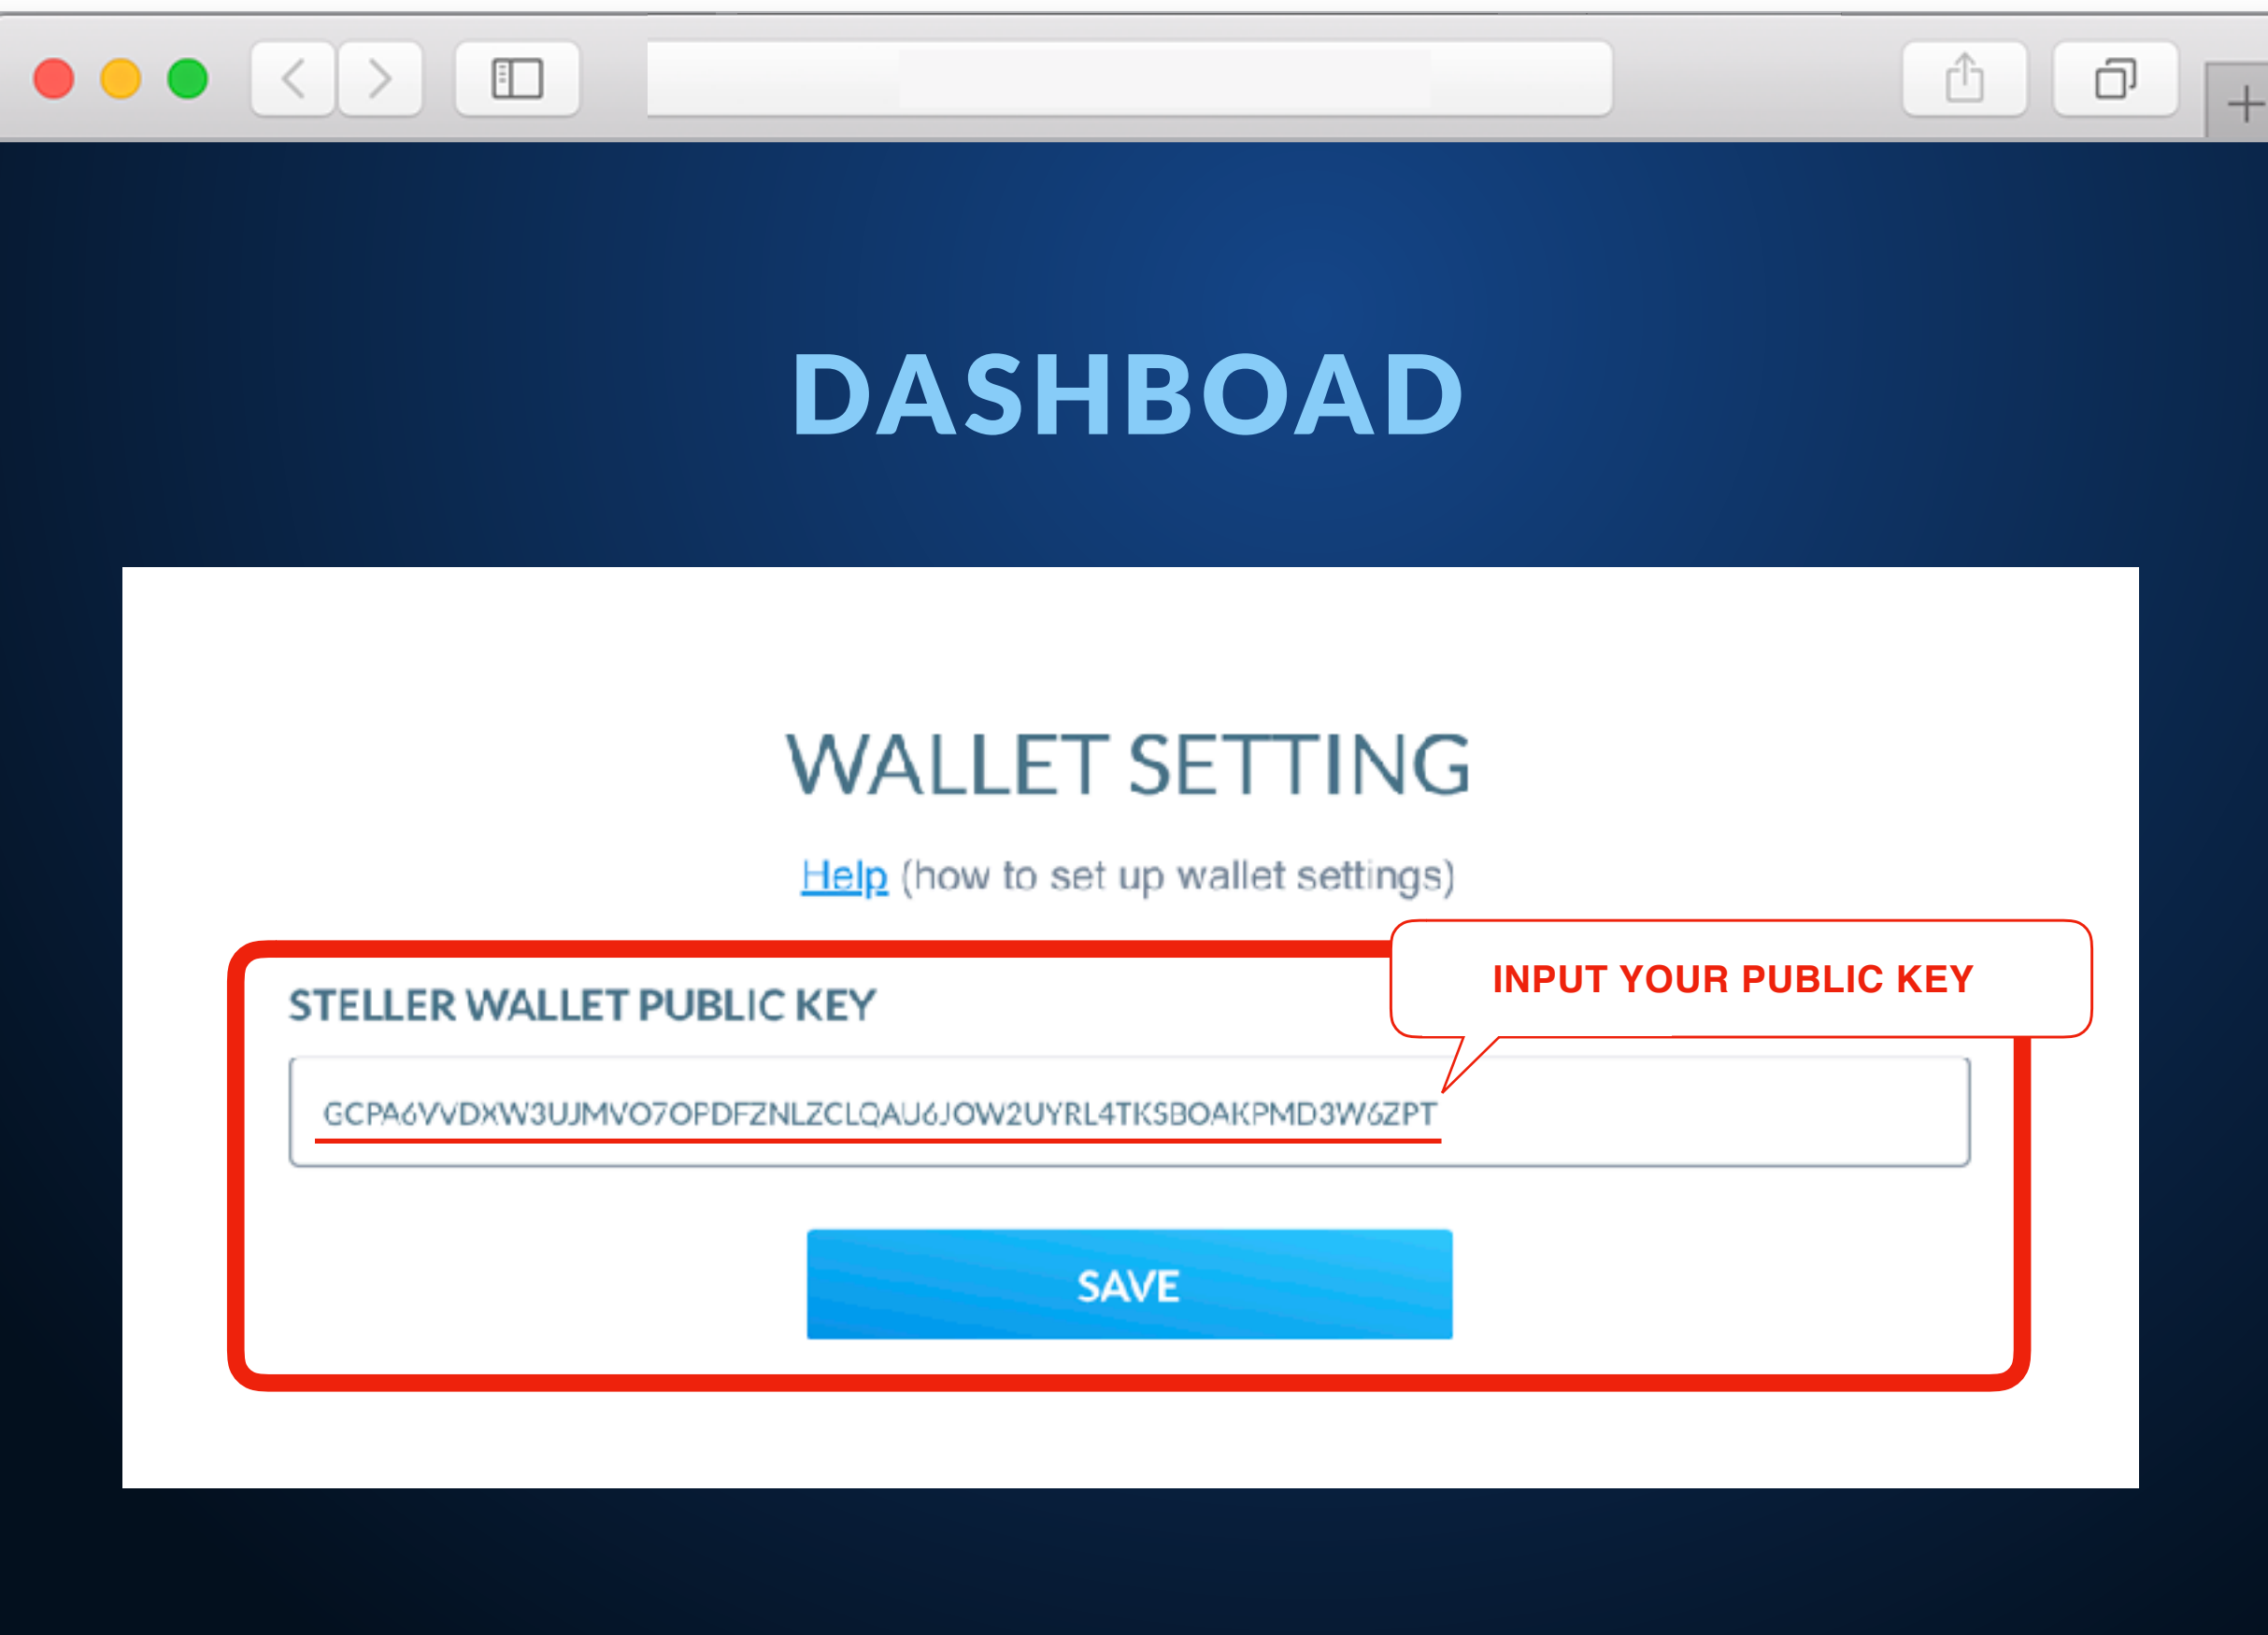 DASHBOAD
WALLET SETTING
Help (how to set up wallet settings)
INPUT YOUR PUBLIC KEY
STELLER WALLET PUBLIC KEY
GCPA6VVDXW3UJMVO7OPDFZNLZCLQAU6JOW2UYRL4TKSBOAKPMD3W6ZPT
SAVE